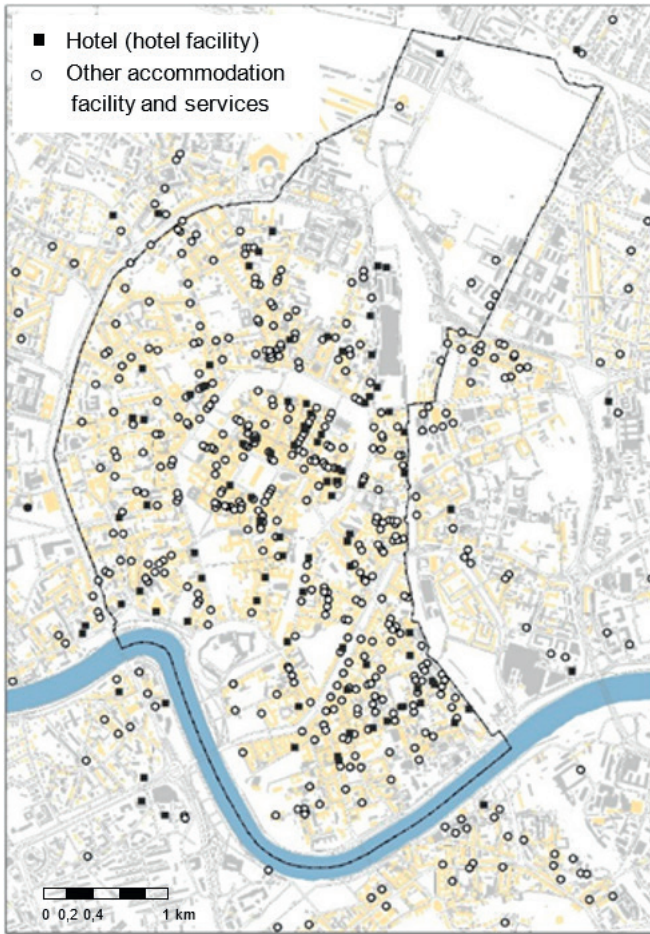 Hotel (hotel facility)
Other accommodation
facility and services
0 0,2 0,4 1 km